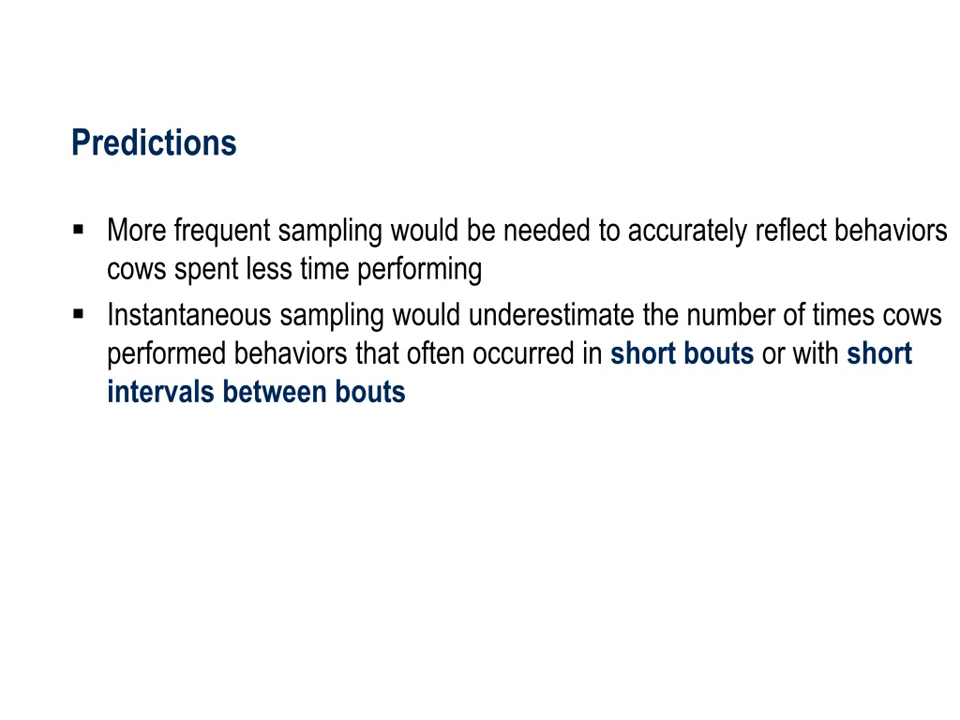 Predictions
▪ More frequent sampling would be needed to accurately reflect behaviors
cows spent less time performing
▪ Instantaneous sampling would underestimate the number of times cows
performed behaviors that often occurred in short bouts or with short
intervals between bouts